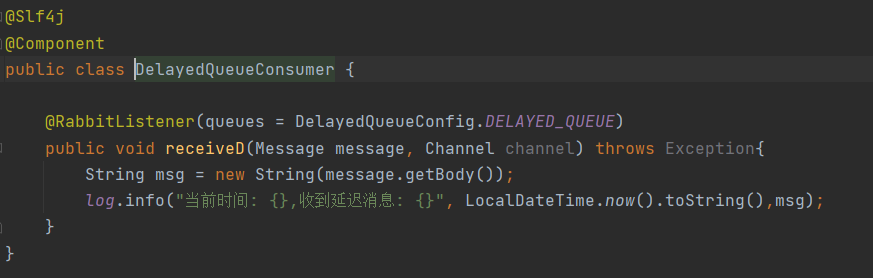 @Slf4j
@Component
public class DelayedQueueConsumer {
@RabbitListener(queues = DelayedQueueConfig.DELAYED_QUEUE)
public void receiveD(Message message, Channel channel) throws Exception{
String msg = new String(message.getBody());
log.info("当前时间: {},收到延迟消息: {}", LocalDateTime.now().toString(),msg);
}
}